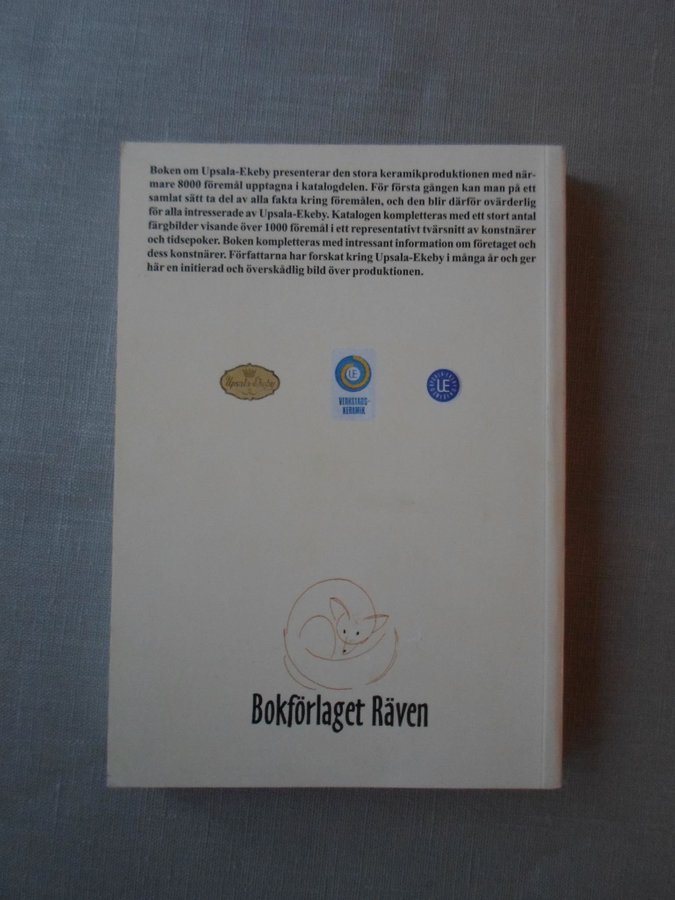 Boken om Upsala-Ekeby presenterar den stora keramikproduktionen med när-
mare 8000 föremål upptagna i katalogdelen. För första gången kan man på ett
samlat sätt ta del av alla fakta kring föremålen, och den blir därför ovärderlig
för alla intresserade av Upsala-Ekeby. Katalogen kompletteras med ett stort antal
färgbilder visande över 1000 föremål i ett representativt tvärsnitt av konstnärer
och tidsepoker. Boken kompletteras med intressant information om företaget och
dess konstnärer. Författarna har forskat kring Upsala-Ekeby i många år och ger
här en initierad och överskådlig bild över produktionen.
Upsala-Ekeby
UE
VERKSTADS-
KERAMIK
UE
Bokförlaget Räven